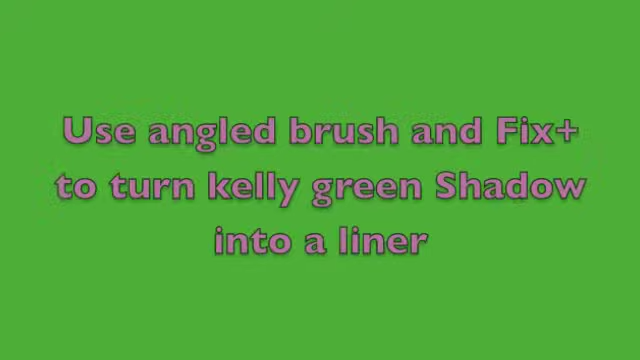 Use angled brush and Fix+
to turn kelly green Shadow
into a liner